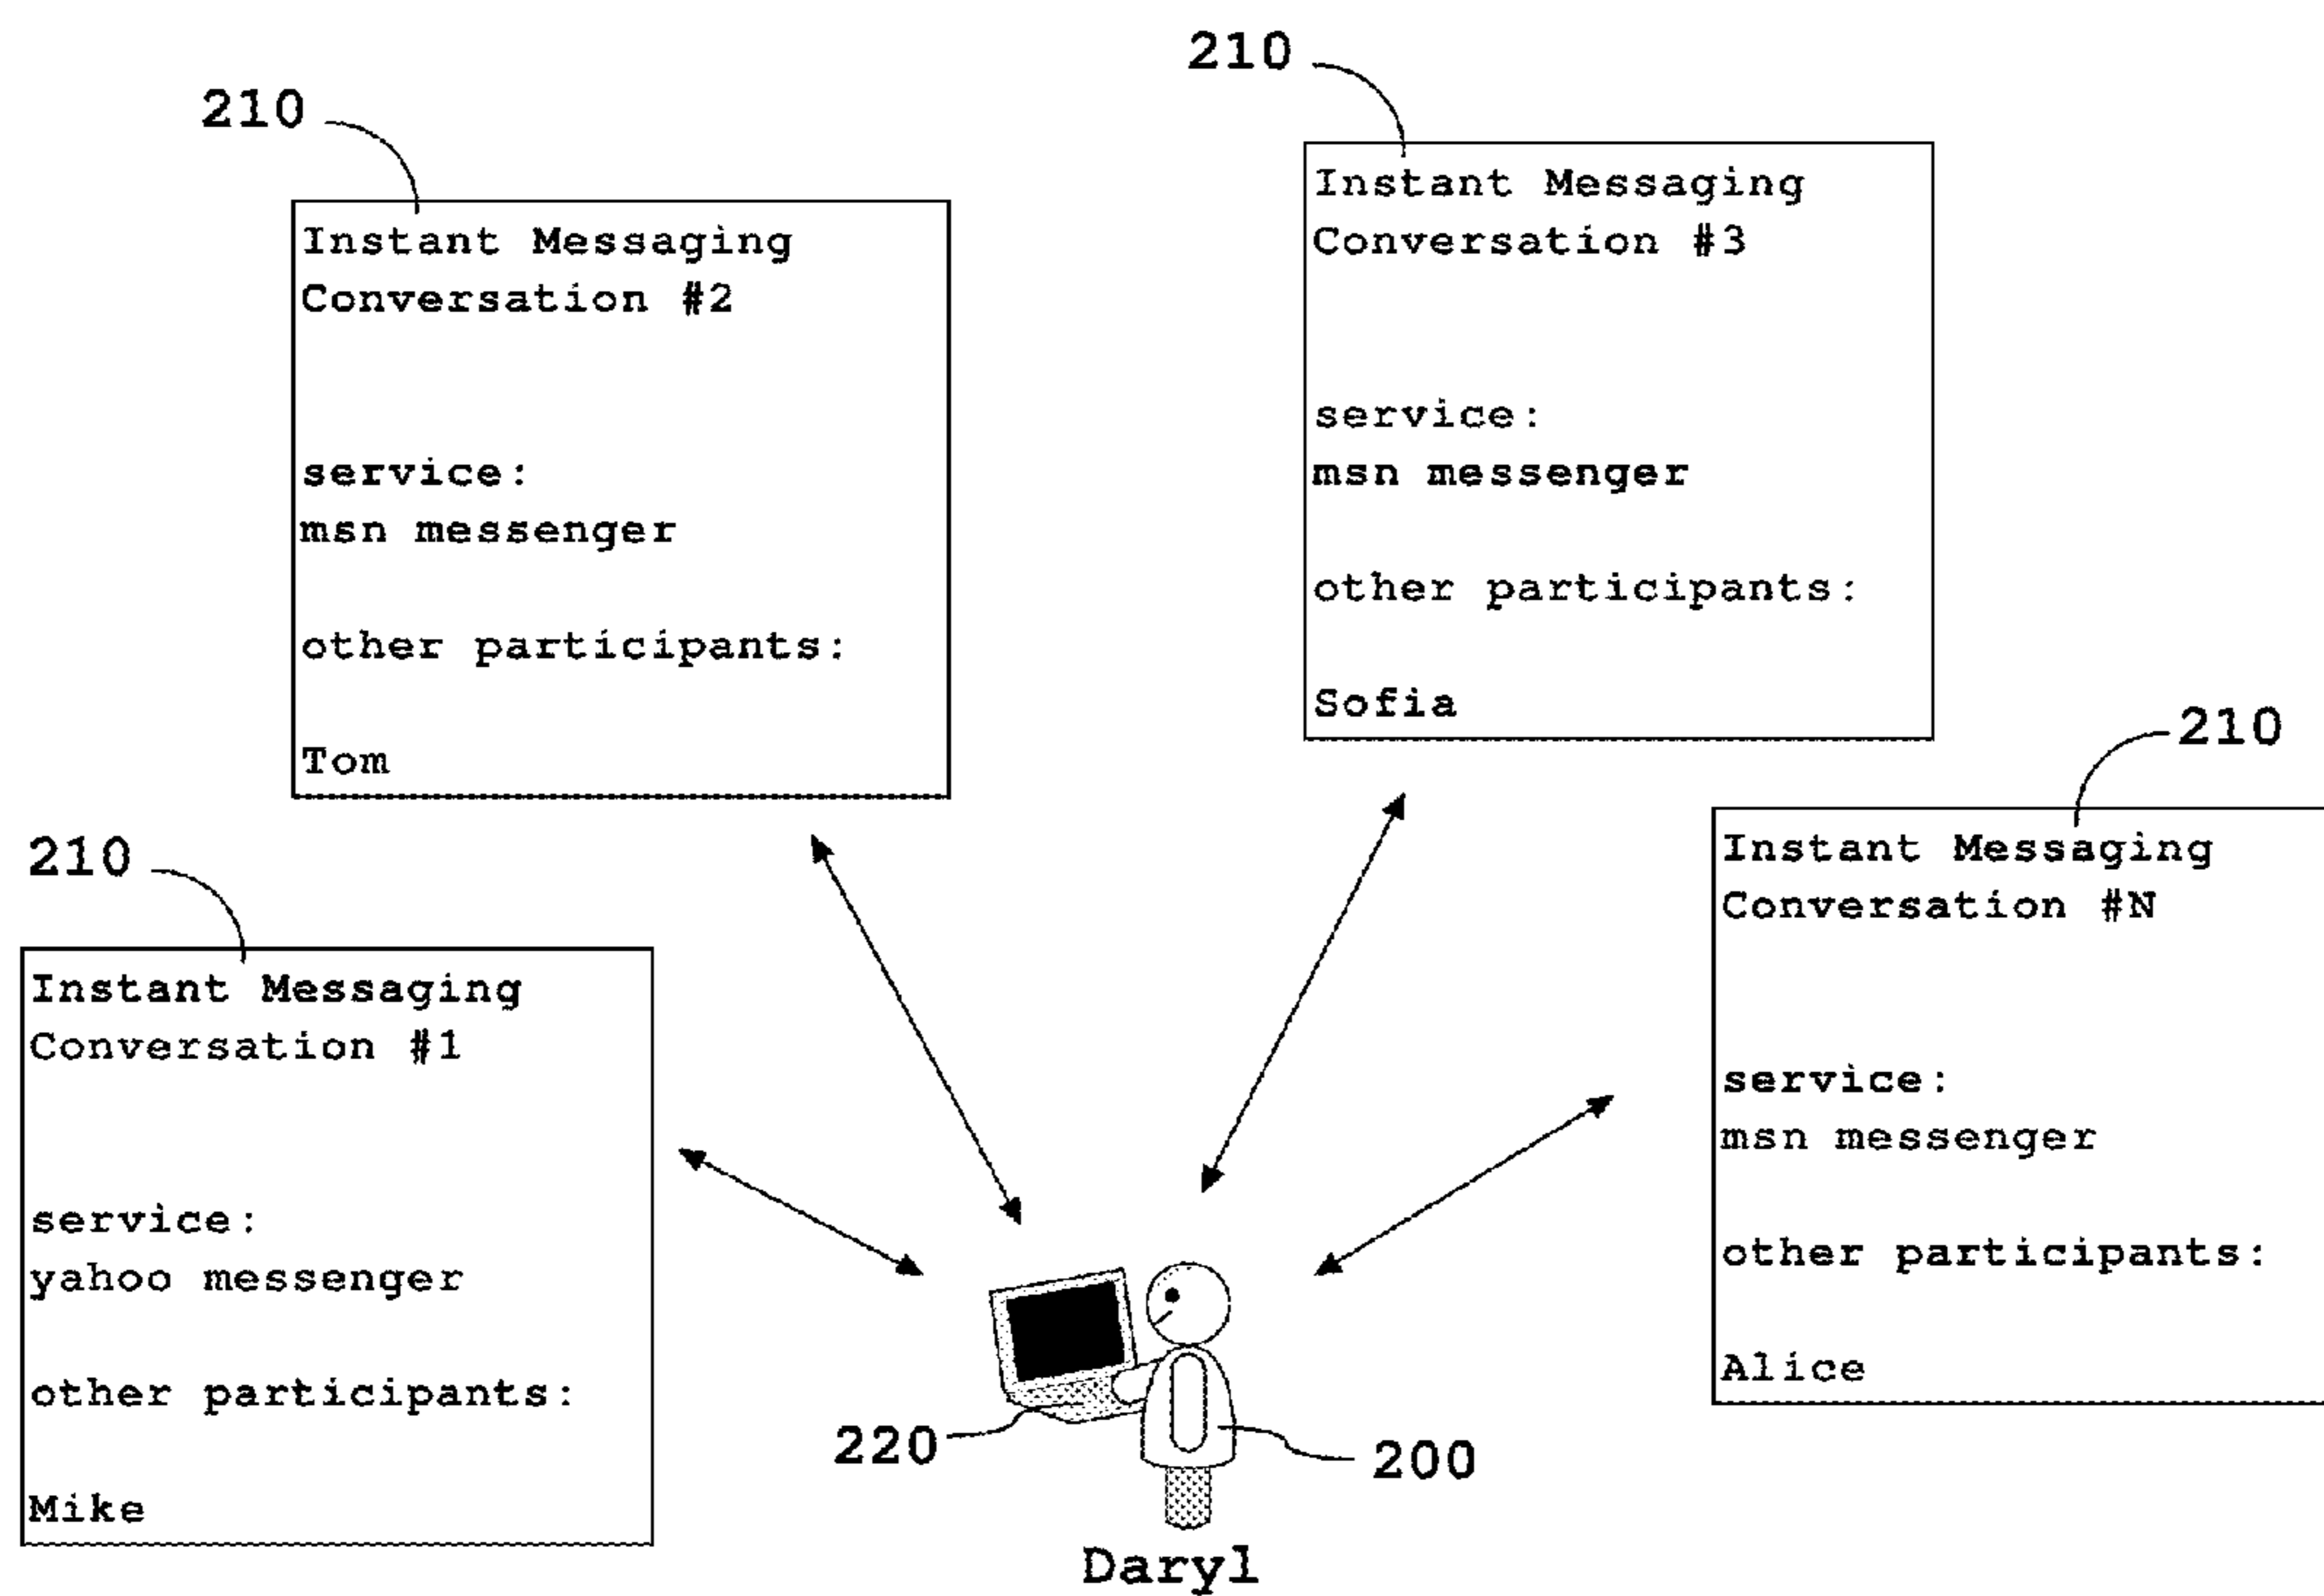 210
Instant Messaging
Conversation #2
service:
msn messenger
other participants:
Tom
210
Instant Messaging
Conversation #3
service:
msn messenger
other participants:
Sofia
210
Instant Messaging
Conversation #1
service:
yahoo messenger
other participants:
Mike
210
Instant Messaging
Conversation #N
service:
msn messenger
other participants:
Alice
220
200
Daryl